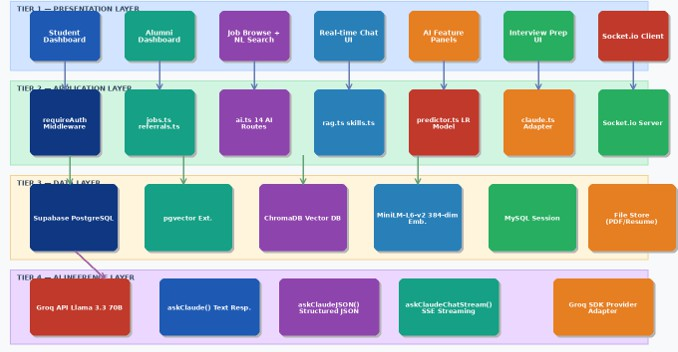 TIER 1 — PRESENTATION LAYER
Student
Dashboard
Alumni
Dashboard
Job Browse +
NL Search
Real-time Chat
UI
AI Feature
Panels
Interview Prep
UI
Socket.io Client
TIER 2 — APPLICATION LAYER
requireAuth
Middleware
jobs.ts
referrals.ts
ai.ts 14 AI
Routes
rag.ts skills.ts
predictor.ts LR
Model
claude.ts
Adapter
Socket.io Server
TIER 3 — DATA LAYER
Supabase PostgreSQL
pgvector Ext.
ChromaDB Vector DB
MiniLM-L6-v2 384-dim
Emb.
MySQL Session
File Store
(PDF/Resume)
TIER 4 — AI INFERENCE LAYER
Groq API Llama 3.3 70B
askClaude() Text Resp.
askClaudeJSON()
Structured JSON
askClaudeChatStream()
SSE Streaming
Groq SDK Provider
Adapter